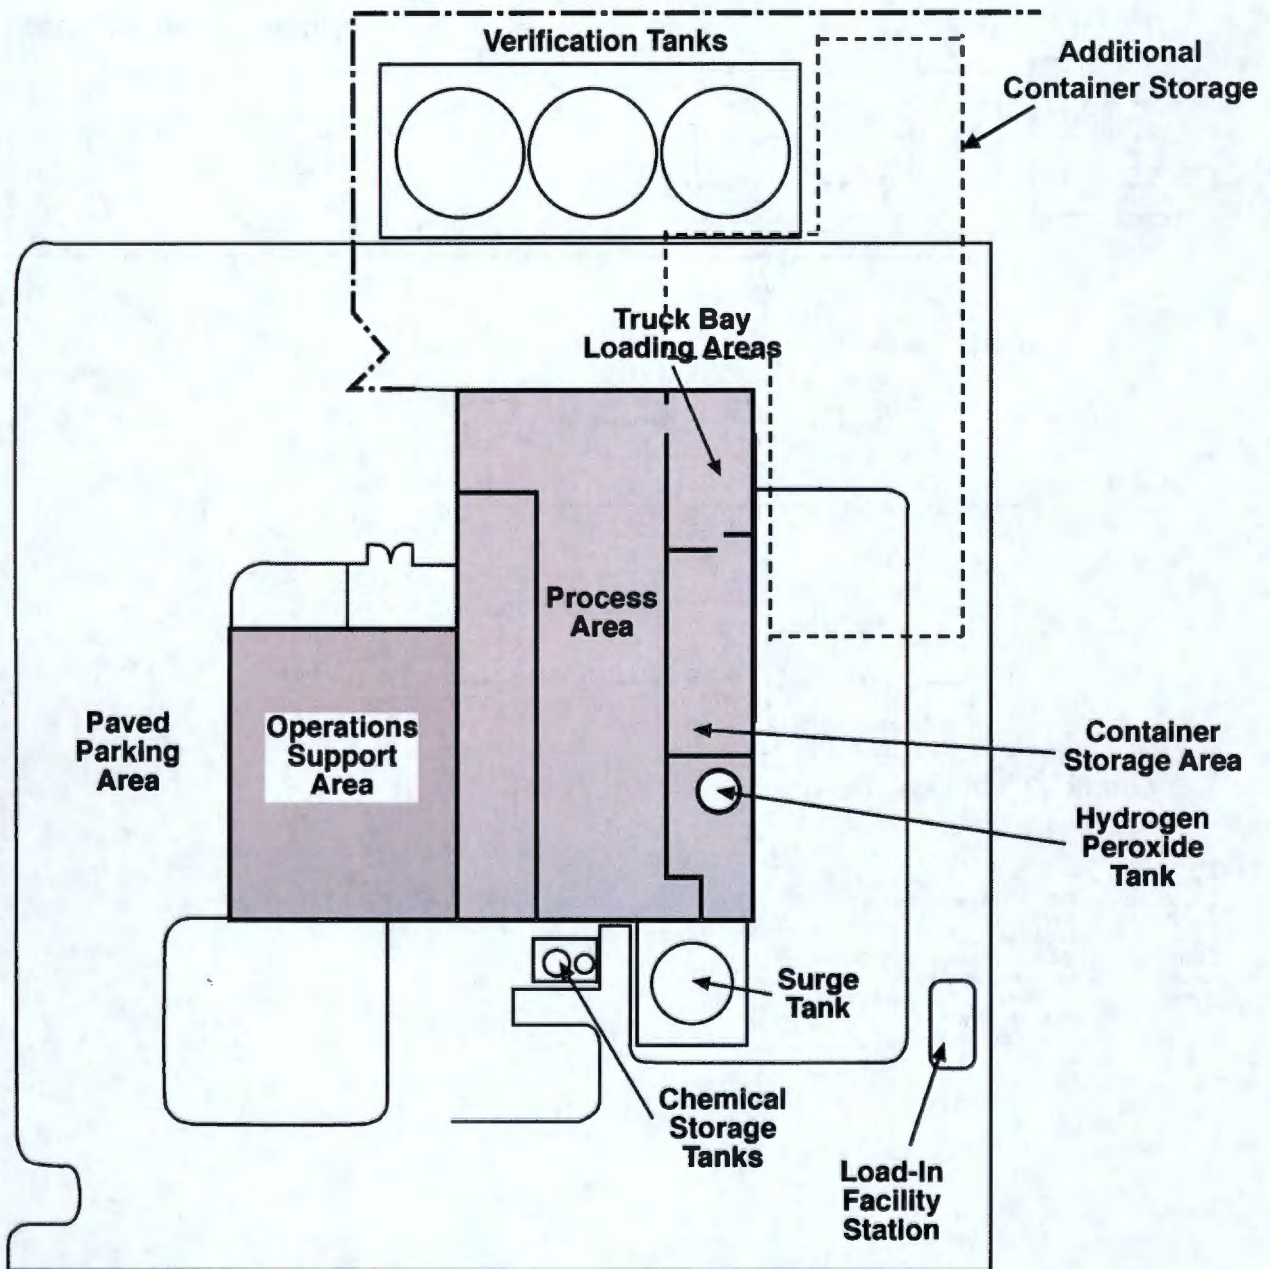 Verification Tanks
Additional
Container Storage
Truck Bay
Loading Areas
Process
Area
Paved
Parking
Area
Operations
Support
Area
Container
Storage Area
Hydrogen
Peroxide
Tank
Surge
Tank
Chemical
Storage
Tanks
Load-In
Facility
Station